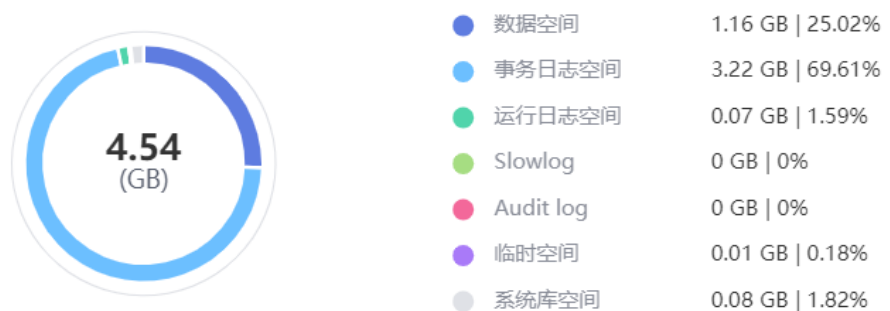 4.54
(GB)
数据空间 1.16 GB | 25.02%
事务日志空间 3.22 GB | 69.61%
运行日志空间 0.07 GB | 1.59%
Slowlog 0 GB | 0%
Audit log 0 GB | 0%
临时空间 0.01 GB | 0.18%
系统库空间 0.08 GB | 1.82%